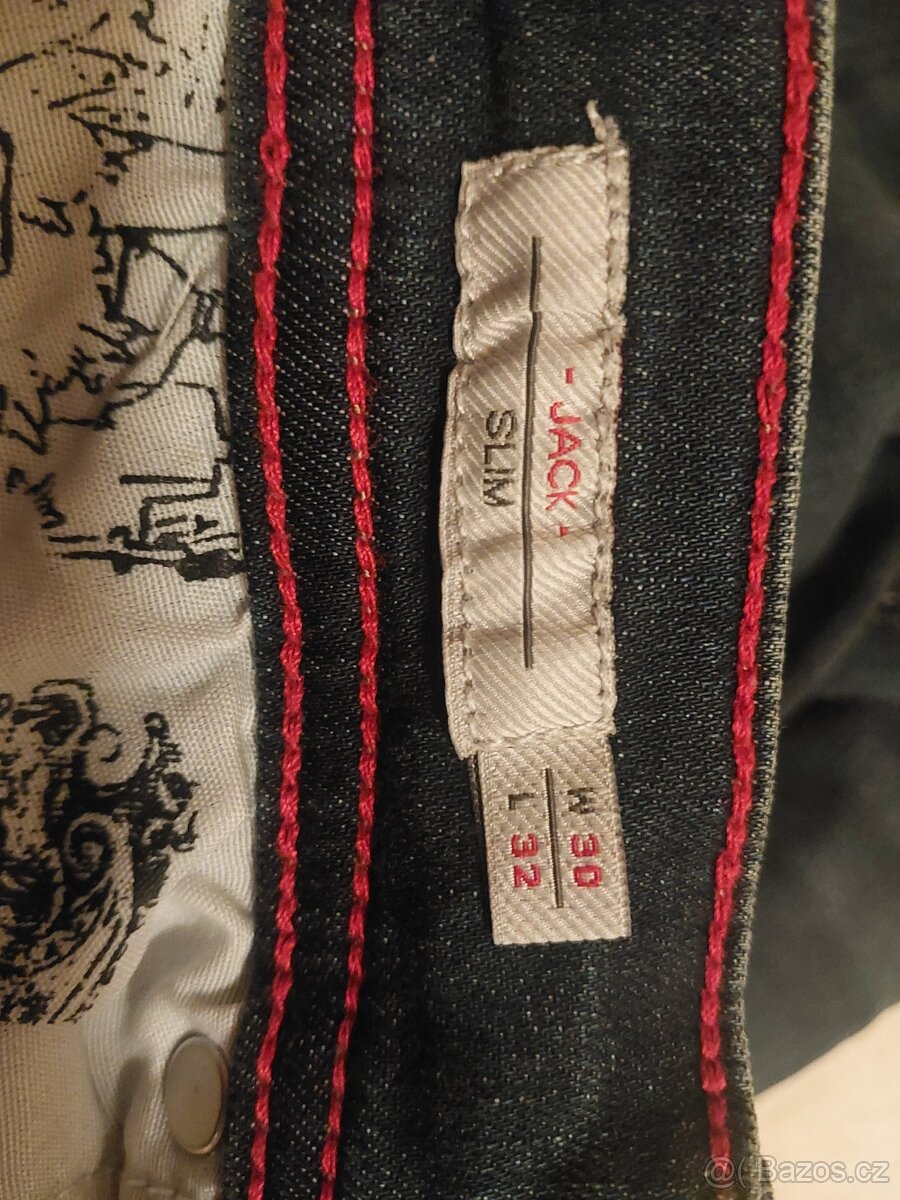 - JACK -
SLIM
W 30
L 32
@ Bazos.cz